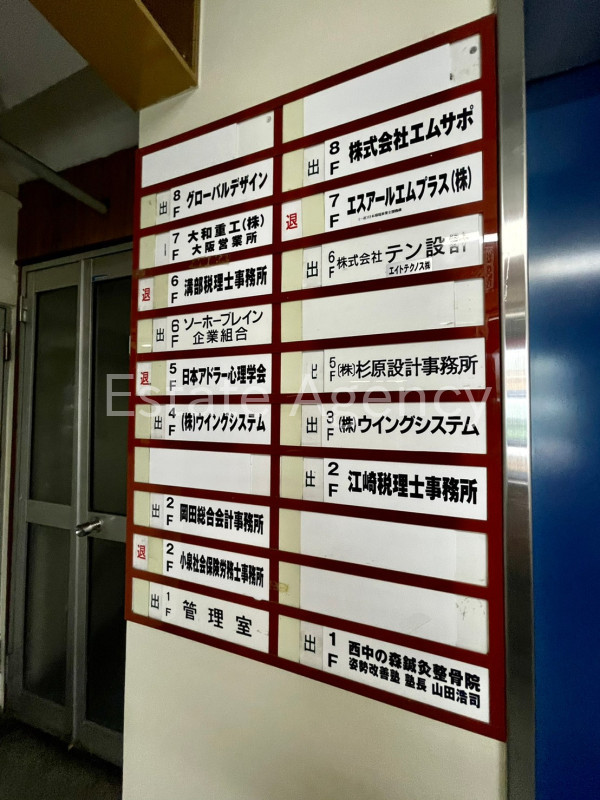 出 8F グローバルデザイン
7F 大和重工(株)
大阪営業所
退 6F 溝部税理士事務所
出 6F ソーホーブレイン
企業組合
退 5F 日本アドラー心理学会
出 4F (株)ウイングシステム
出 2F 岡田総合会計事務所
退 2F 小泉社会保険労務士事務所
出 1F 管理室
出 8F 株式会社エムサポ
退 7F エスアールエムプラス(株)
出 6F 株式会社 テン設計
エイトテクノス㈱
5F (株)杉原設計事務所
出 3F (株)ウイングシステム
出 2F 江崎税理士事務所
出 1F 西中の森鍼灸整骨院
姿勢改善塾 塾長 山田浩司
Estate Agency